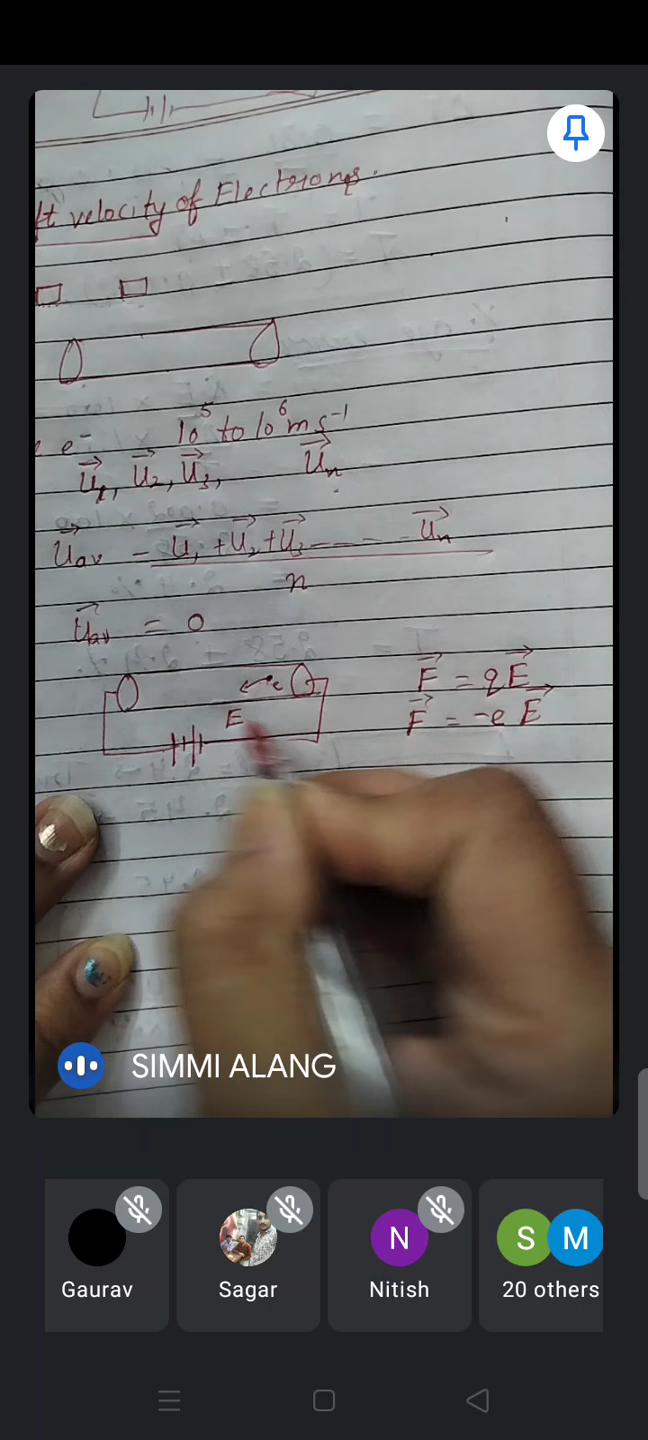 ft velocity of Electrons.
e⁻ 10⁵ to 10⁶ ms⁻¹
U⃗₁, U⃗₂, U⃗₃, U⃗ₙ
U⃗av = U⃗₁ + U⃗₂ + U⃗₃ --- - U⃗ₙ
n
U⃗av = 0
e
F⃗ = qE⃗
E
F⃗ = -e E⃗
SIMMI ALANG
Gaurav
Sagar
N
Nitish
S M
20 others